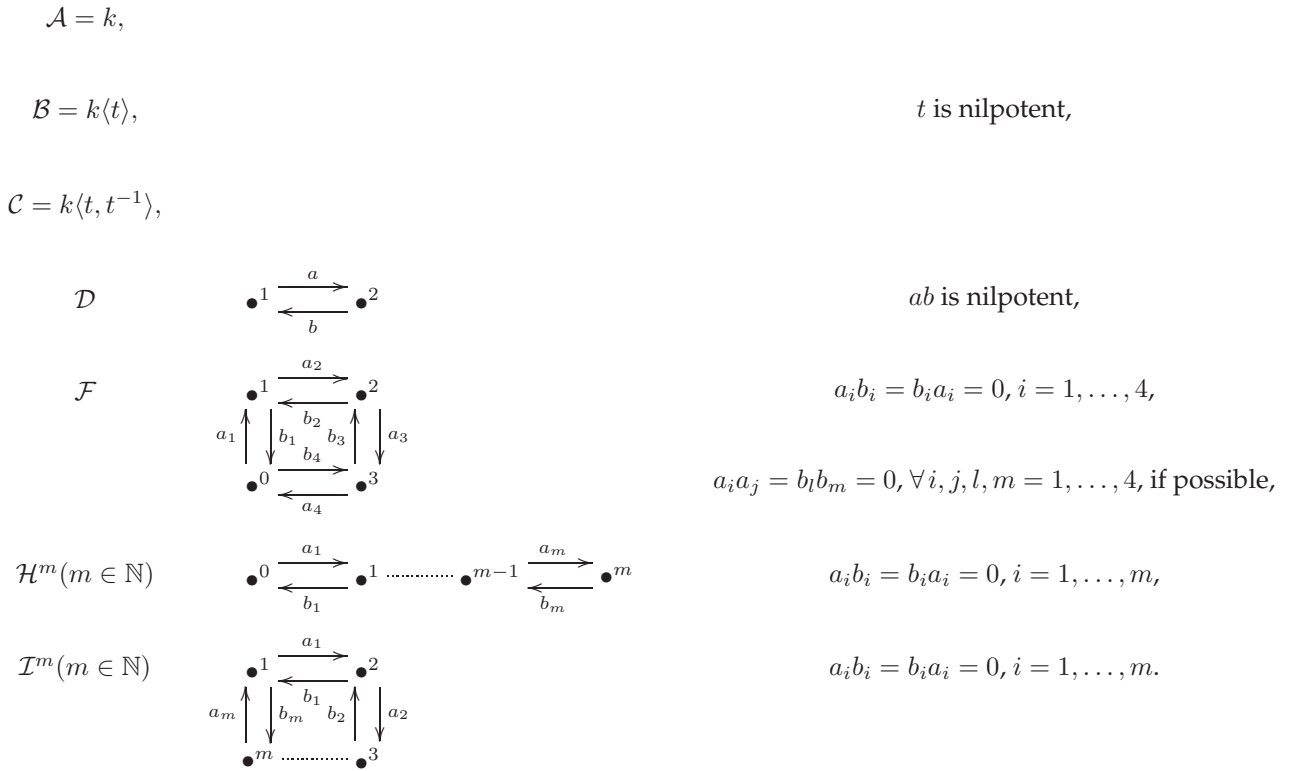 𝒜 = k,
ℬ = k⟨t⟩, t is nilpotent,
𝒞 = k⟨t, t⁻¹⟩,
𝒟 •¹ a b •² ab is nilpotent,
ℱ •¹ a₂ b₂ •² aᵢbᵢ = bᵢaᵢ = 0, i = 1, . . . , 4,
a₁ b₁ b₃ a₃
•⁰ b₄ a₄ •³ aᵢaⱼ = bₗbₘ = 0, ∀ i, j, l, m = 1, . . . , 4, if possible,
ℋᵐ(m ∈ ℕ) •⁰ a₁ b₁ •¹ •ᵐ⁻¹ aₘ bₘ •ᵐ aᵢbᵢ = bᵢaᵢ = 0, i = 1, . . . , m,
ℐᵐ(m ∈ ℕ) •¹ a₁ b₁ •² aᵢbᵢ = bᵢaᵢ = 0, i = 1, . . . , m.
aₘ bₘ b₂ a₂
•ᵐ •³